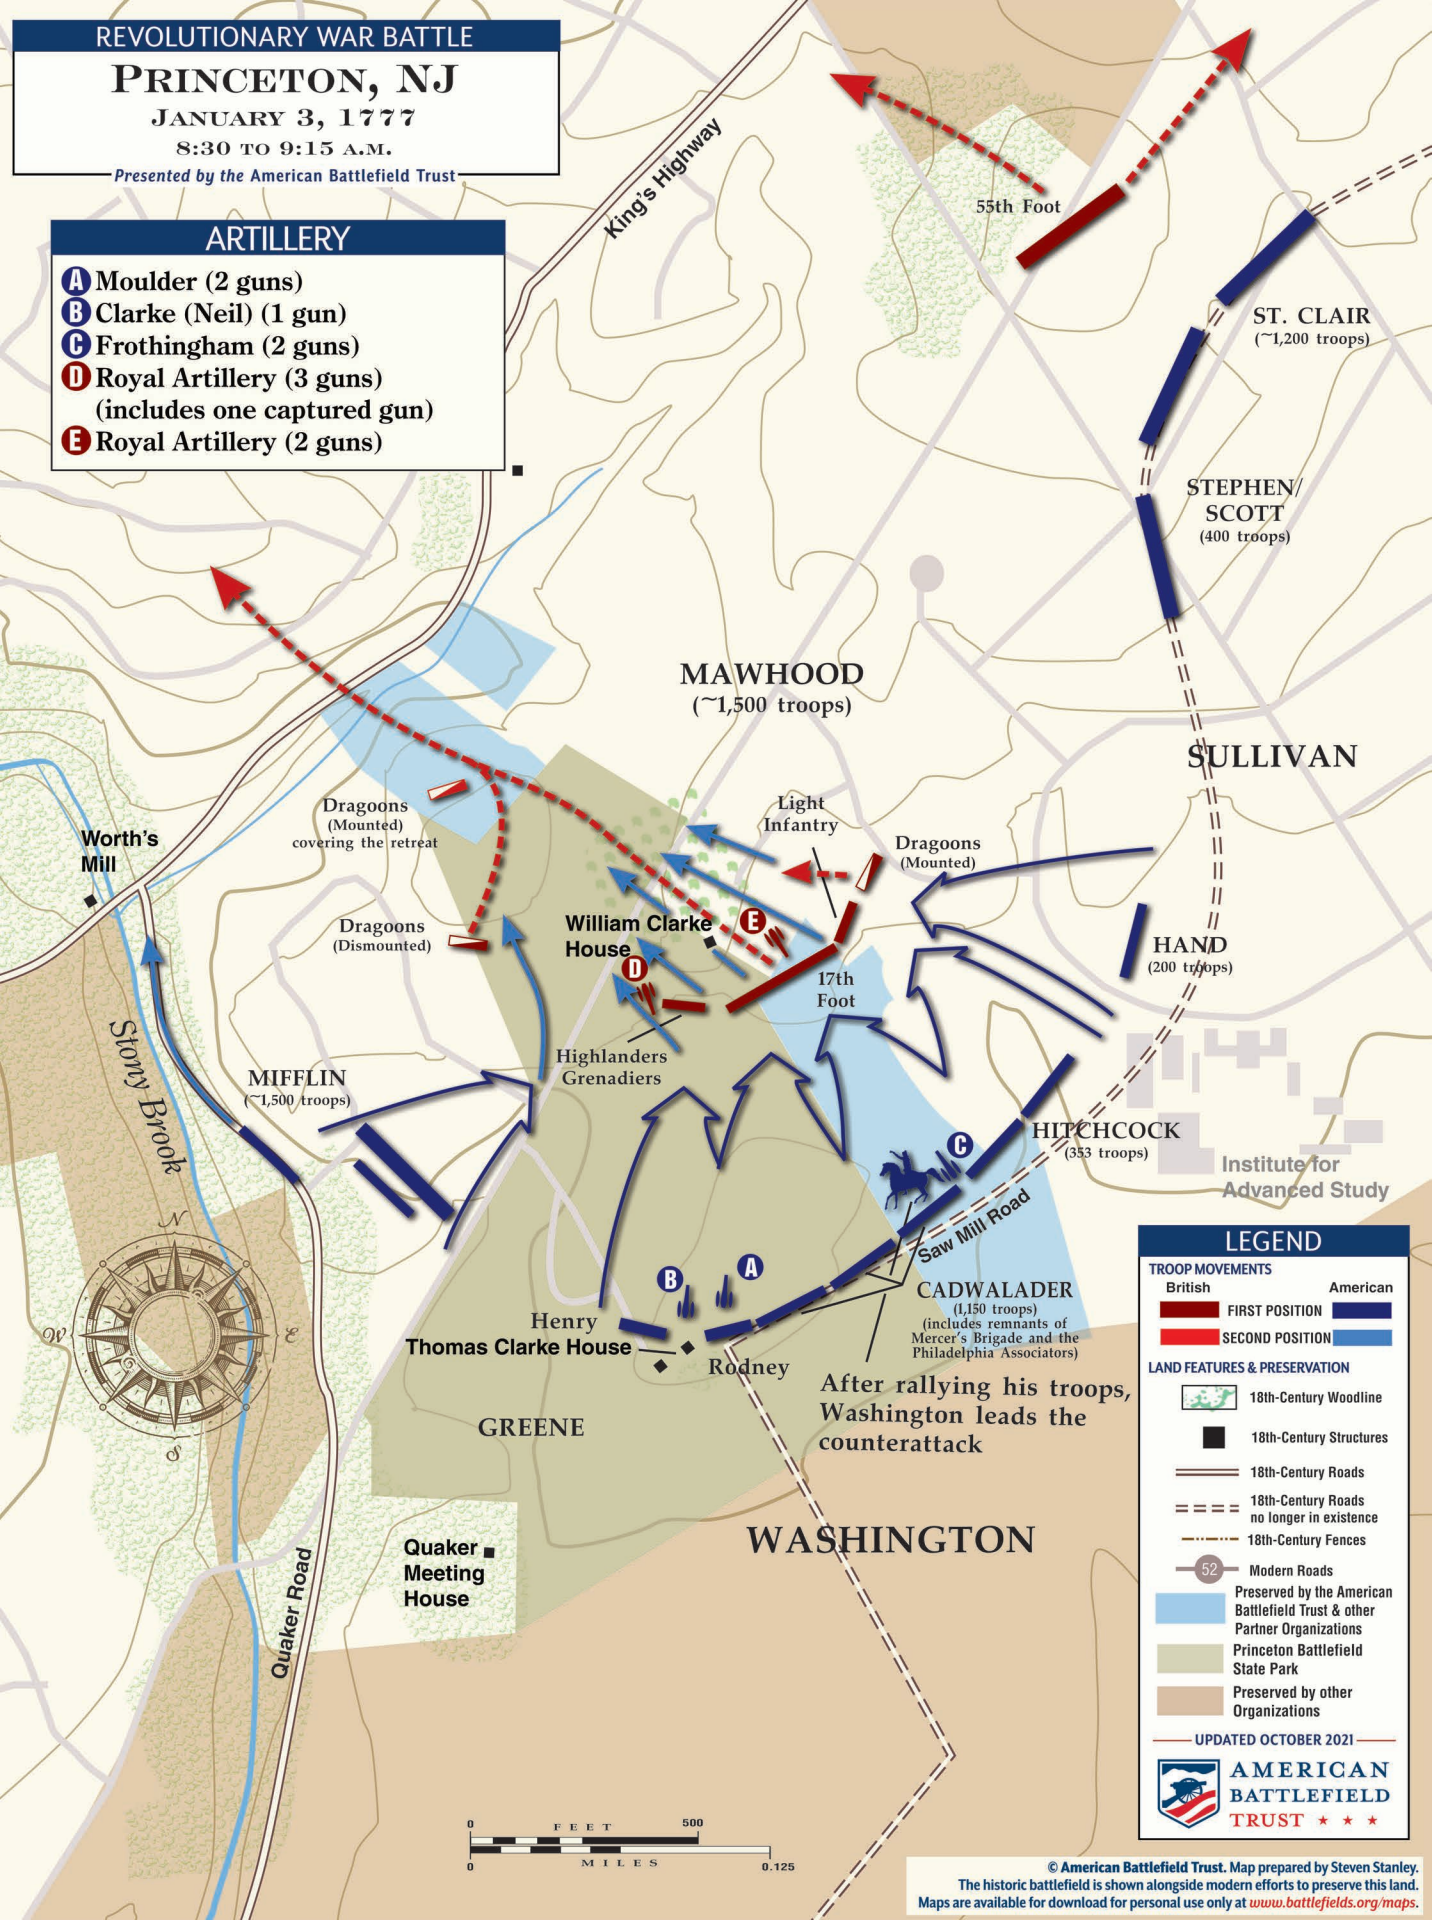 REVOLUTIONARY WAR BATTLE
PRINCETON, NJ
JANUARY 3, 1777
8:30 TO 9:15 A.M.
Presented by the American Battlefield Trust
ARTILLERY
A Moulder (2 guns)
B Clarke (Neil) (1 gun)
C Frothingham (2 guns)
D Royal Artillery (3 guns)
(includes one captured gun)
E Royal Artillery (2 guns)
King's Highway
55th Foot
ST. CLAIR
(~1,200 troops)
STEPHEN/
SCOTT
(400 troops)
MAWHOOD
(~1,500 troops)
SULLIVAN
Dragoons
(Mounted)
covering the retreat
Light
Infantry
Dragoons
(Mounted)
Worth's
Mill
Dragoons
(Dismounted)
William Clarke
House
E
D
17th
Foot
HAND
(200 troops)
Highlanders
Grenadiers
Stony Brook
MIFFLIN
(~1,500 troops)
C
HITCHCOCK
(353 troops)
Institute for
Advanced Study
Saw Mill Road
N
W
E
S
B
A
CADWALADER
(1,150 troops)
(includes remnants of
Mercer's Brigade and the
Philadelphia Associators)
Henry
Thomas Clarke House
Rodney
After rallying his troops,
Washington leads the
counterattack
GREENE
WASHINGTON
Quaker
Meeting
House
Quaker Road
LEGEND
TROOP MOVEMENTS
British American
FIRST POSITION
SECOND POSITION
LAND FEATURES & PRESERVATION
18th-Century Woodline
18th-Century Structures
18th-Century Roads
18th-Century Roads
no longer in existence
18th-Century Fences
52 Modern Roads
Preserved by the American
Battlefield Trust & other
Partner Organizations
Princeton Battlefield
State Park
Preserved by other
Organizations
UPDATED OCTOBER 2021
AMERICAN
BATTLEFIELD
TRUST ★ ★ ★
0 FEET 500
0 MILES 0.125
© American Battlefield Trust. Map prepared by Steven Stanley.
The historic battlefield is shown alongside modern efforts to preserve this land.
Maps are available for download for personal use only at www.battlefields.org/maps.